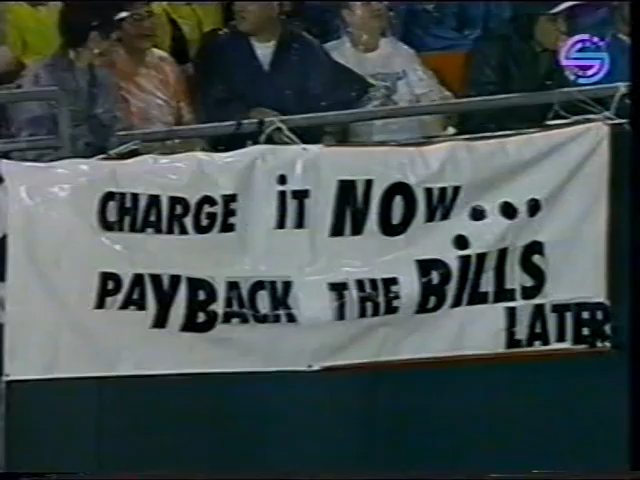 CHARGE iT NOW...
PAYBACK THE BiLLS
LATER